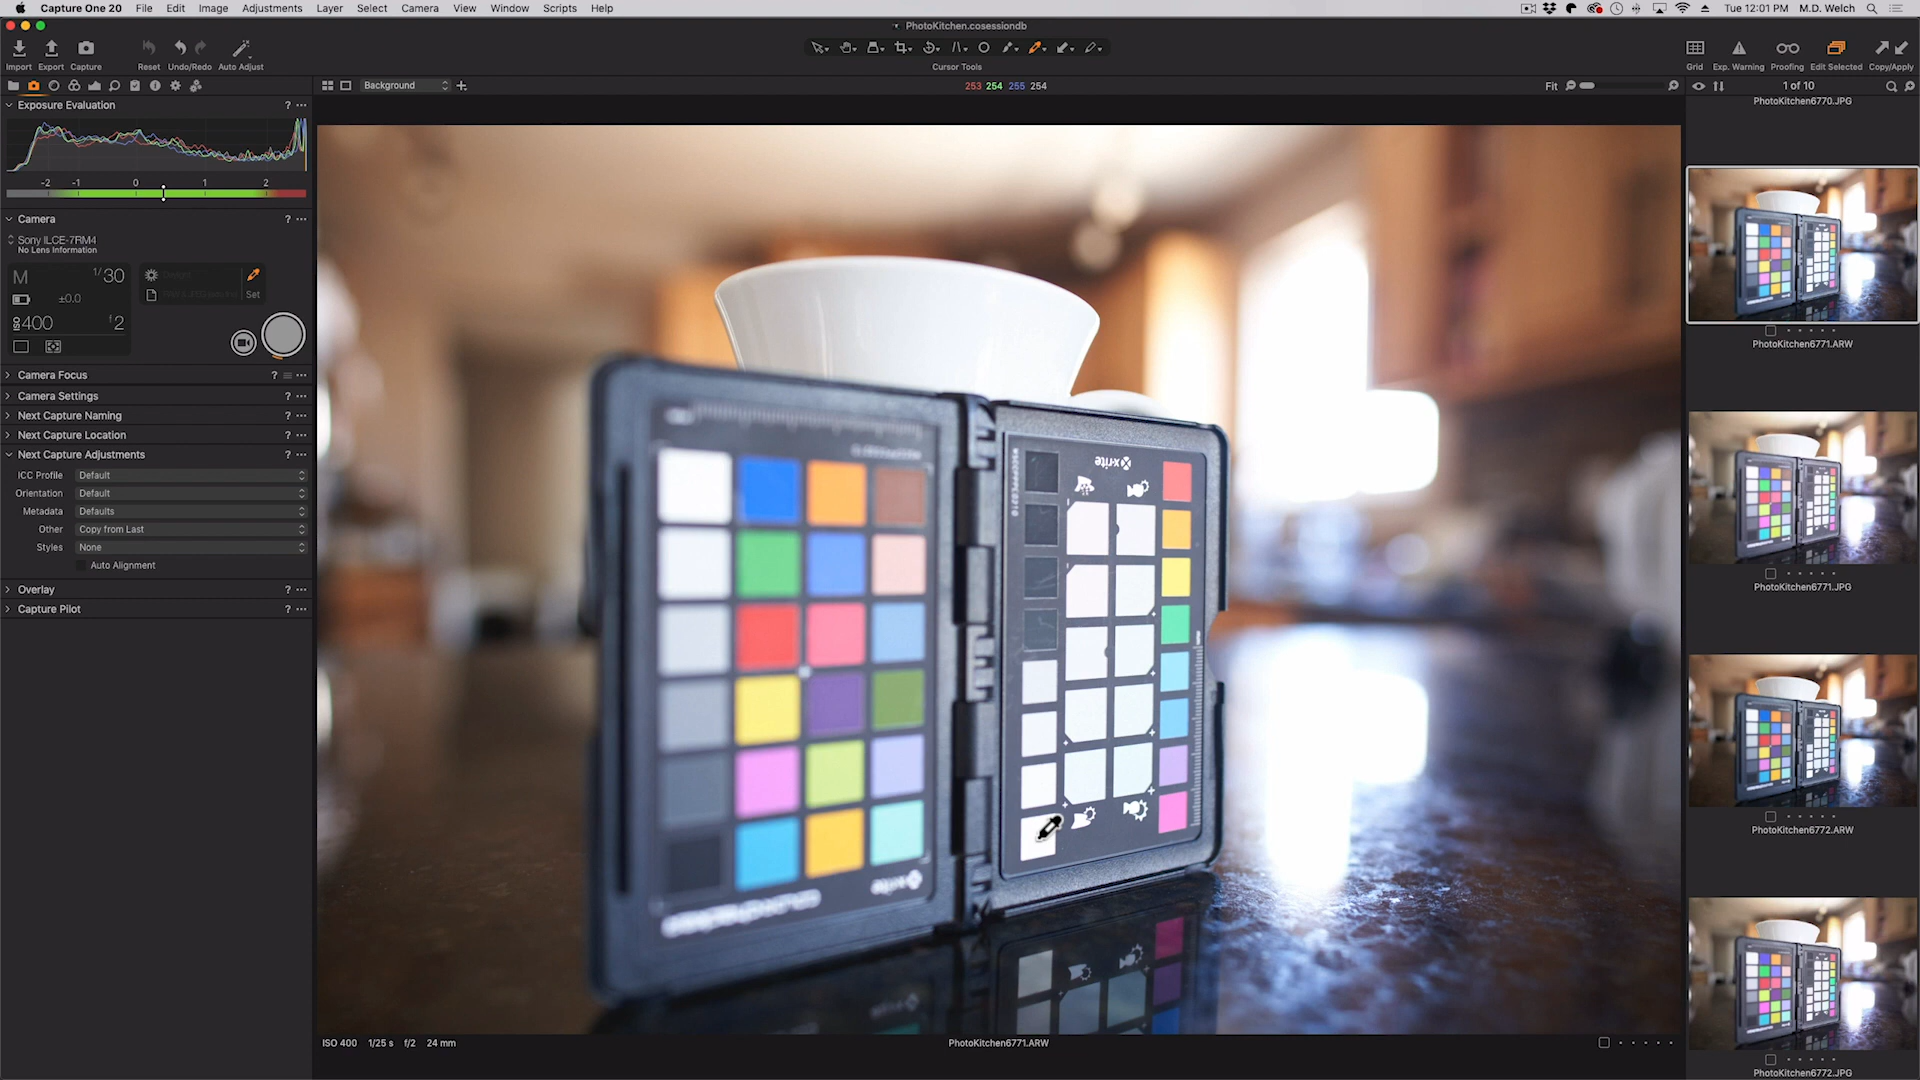 Capture One 20 File Edit Image Adjustments Layer Select Camera View Window Scripts Help
Tue 12:01 PM M.D. Welch
PhotoKitchen.cosessiondb
Import Export Capture Reset Undo/Redo Auto Adjust
Cursor Tools
Grid Exp. Warning Proofing Edit Selected Copy/Apply
Background
253 254 255 254
Fit
1 of 10
Exposure Evaluation ?
-2 -1 0 1 2
Camera ?
Sony ILCE-7RM4
No Lens Information
M 1/30
±0.0
ISO 400 f 2
Set
Camera Focus ?
Camera Settings ?
Next Capture Naming ?
Next Capture Location ?
Next Capture Adjustments ?
ICC Profile Default
Orientation Default
Metadata Defaults
Other Copy from Last
Styles None
Auto Alignment
Overlay ?
Capture Pilot ?
x-rite
x-rite
ISO 400 1/25 s f/2 24 mm
PhotoKitchen6771.ARW
PhotoKitchen6770.JPG
PhotoKitchen6771.ARW
PhotoKitchen6771.JPG
PhotoKitchen6772.ARW
PhotoKitchen6772.JPG